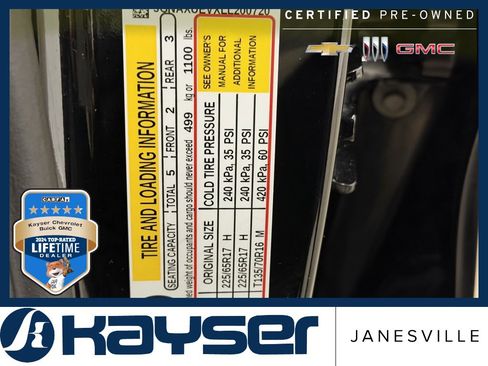 CERTIFIED PRE-OWNED
GMC
TIRE AND LOADING INFORMATION
SEATING CAPACITY TOTAL 5 FRONT 2 REAR 3
weight of occupants and cargo should never exceed 499 kg or 1100 lbs.
ORIGINAL SIZE COLD TIRE PRESSURE
225/65R17 H 240 kPa, 35 PSI
225/65R17 H 240 kPa, 35 PSI
T135/70R16 M 420 kPa, 60 PSI
SEE OWNER'S
MANUAL FOR
ADDITIONAL
INFORMATION
CARFAX
Kayser Chevrolet
Buick GMC
2024 TOP-RATED
LIFETIME
DEALER
KAYSER
JANESVILLE